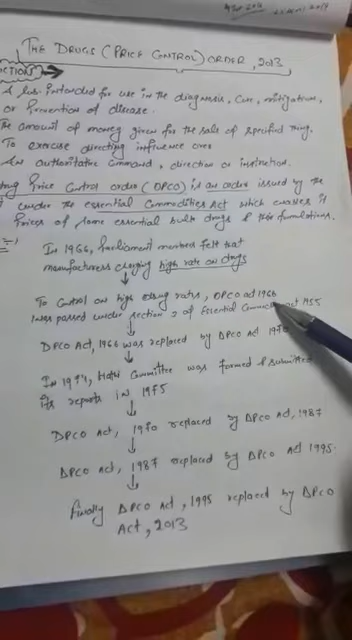 THE DRUGS (PRICE CONTROL) ORDER, 2013
A sub. intended for use in the diagnosis, Cure, mitigation,
or Prevention of disease.
The amount of money given for the sale of specified thing.
To exercise directing influence over
An authoritative Command, direction or instruction.
Drug Price Control order (DPCO) is an order issued by the
under the essential Commodities Act which enables it
Prices of some essential bulk drugs & their formulations.
In 1966, Parliament member felt that
manufacturers charging high rate on drugs
To Control on high drug rates, DPCO act 1966
was passed under section 3 of Essential Commodities act 1955
DPCO Act, 1966 was replaced by DPCO Act 1970
In 1974, Hathi Committee was formed & submitted
its reports in 1975
DPCO Act, 1970 replaced by DPCO Act, 1987
DPCO Act, 1987 replaced by DPCO Act 1995.
Finally DPCO Act, 1995 replaced by DPCO
Act, 2013